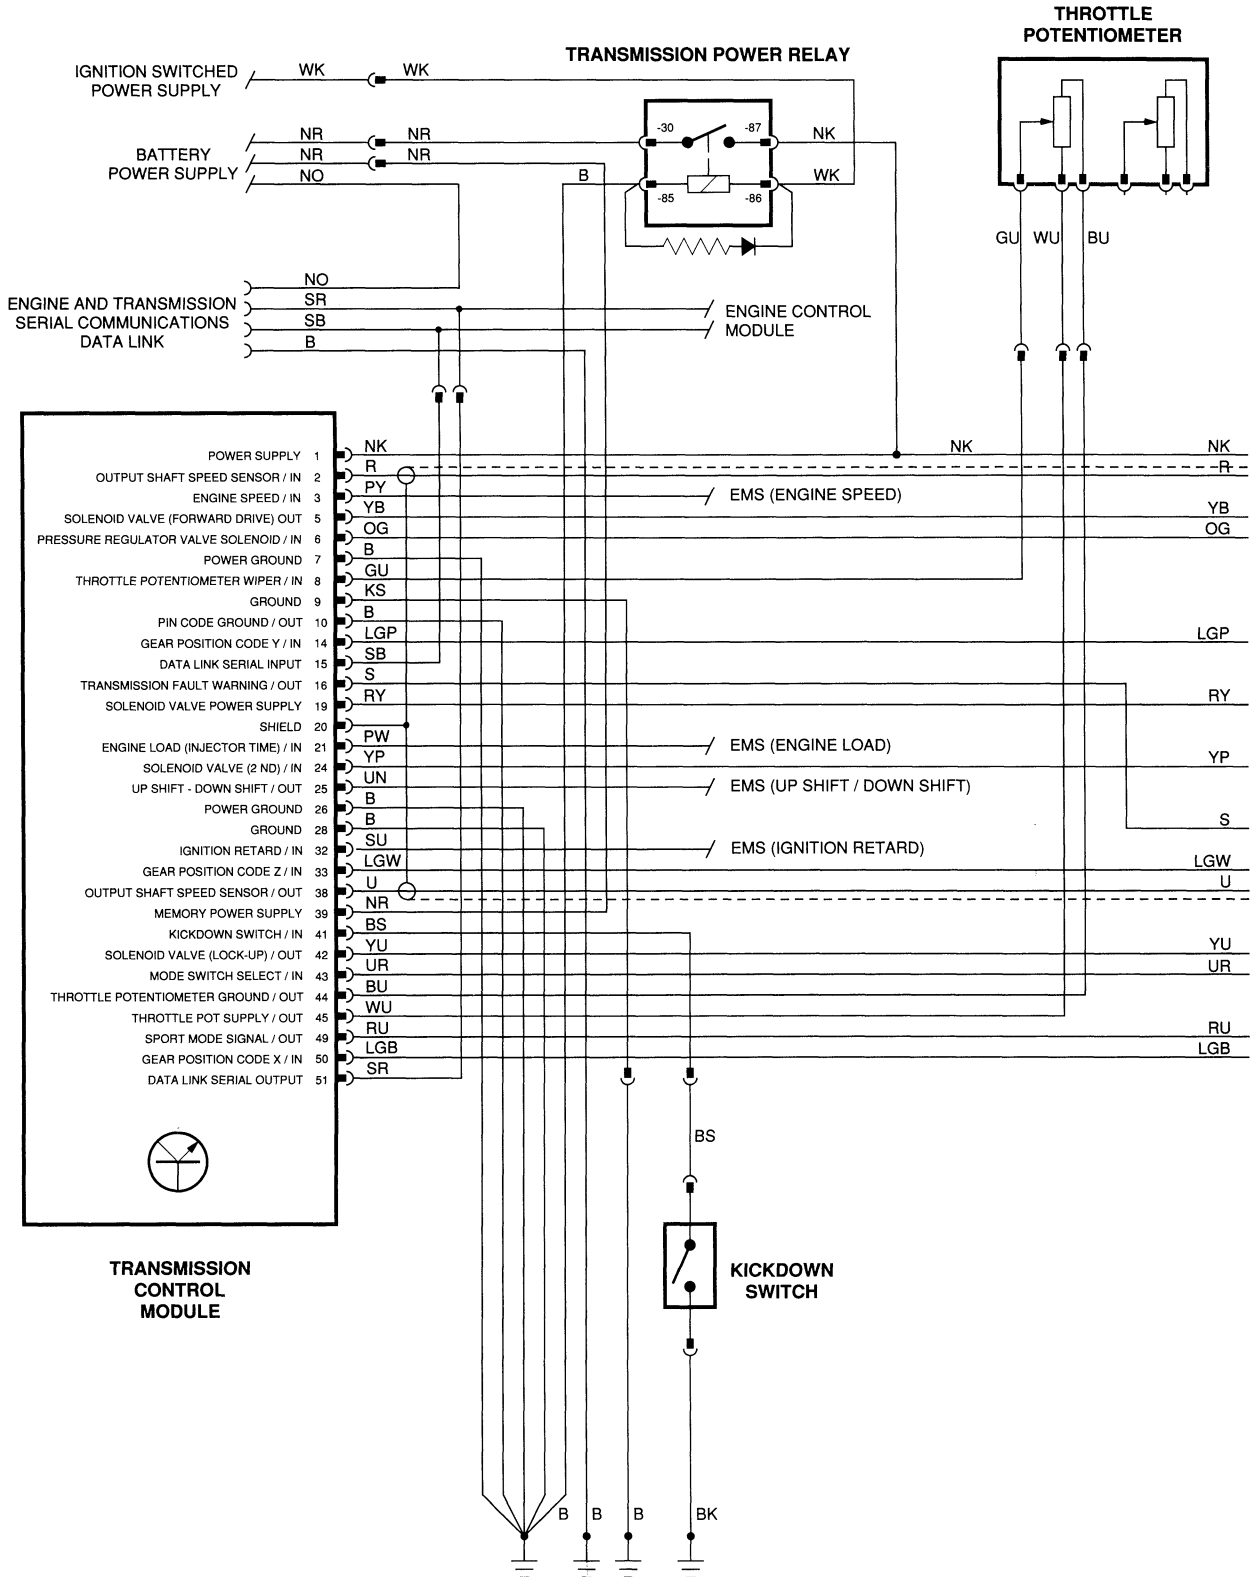 THROTTLE
POTENTIOMETER
TRANSMISSION POWER RELAY
IGNITION SWITCHED
POWER SUPPLY
WK WK
BATTERY
POWER SUPPLY
NR NR
NR NR
NO
-30 -87
NK
B
WK
-85 -86
GU WU BU
ENGINE AND TRANSMISSION
SERIAL COMMUNICATIONS
DATA LINK
NO
SR
SB
B
ENGINE CONTROL
MODULE
POWER SUPPLY 1 NK NK NK
OUTPUT SHAFT SPEED SENSOR / IN 2 R R
ENGINE SPEED / IN 3 PY EMS (ENGINE SPEED)
SOLENOID VALVE (FORWARD DRIVE) OUT 5 YB YB
PRESSURE REGULATOR VALVE SOLENOID / IN 6 OG OG
POWER GROUND 7 B
THROTTLE POTENTIOMETER WIPER / IN 8 GU
GROUND 9 KS
PIN CODE GROUND / OUT 10 B
GEAR POSITION CODE Y / IN 14 LGP LGP
DATA LINK SERIAL INPUT 15 SB
TRANSMISSION FAULT WARNING / OUT 16 S
SOLENOID VALVE POWER SUPPLY 19 RY RY
SHIELD 20
ENGINE LOAD (INJECTOR TIME) / IN 21 PW EMS (ENGINE LOAD)
SOLENOID VALVE (2 ND) / IN 24 YP YP
UP SHIFT - DOWN SHIFT / OUT 25 UN EMS (UP SHIFT / DOWN SHIFT)
POWER GROUND 26 B
GROUND 28 B S
IGNITION RETARD / IN 32 SU EMS (IGNITION RETARD)
GEAR POSITION CODE Z / IN 33 LGW LGW
OUTPUT SHAFT SPEED SENSOR / OUT 38 U U
MEMORY POWER SUPPLY 39 NR
KICKDOWN SWITCH / IN 41 BS
SOLENOID VALVE (LOCK-UP) / OUT 42 YU YU
MODE SWITCH SELECT / IN 43 UR UR
THROTTLE POTENTIOMETER GROUND / OUT 44 BU
THROTTLE POT SUPPLY / OUT 45 WU
SPORT MODE SIGNAL / OUT 49 RU RU
GEAR POSITION CODE X / IN 50 LGB LGB
DATA LINK SERIAL OUTPUT 51 SR
BS
TRANSMISSION
CONTROL
MODULE
KICKDOWN
SWITCH
B B B BK